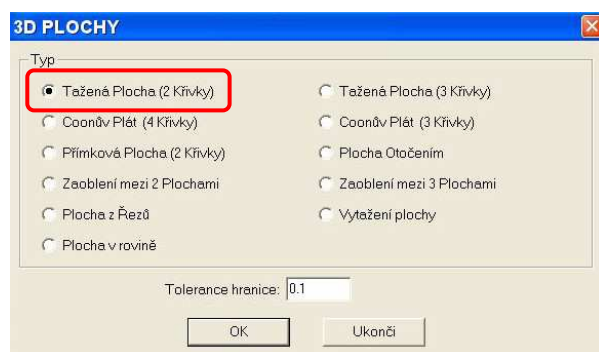 3D PLOCHY
Typ
Tažená Plocha (2 Křivky)
Tažená Plocha (3 Křivky)
Coonův Plát (4 Křivky)
Coonův Plát (3 Křivky)
Přímková Plocha (2 Křivky)
Plocha Otočením
Zaoblení mezi 2 Plochami
Zaoblení mezi 3 Plochami
Plocha z Řezů
Vytažení plochy
Plocha v rovině
Tolerance hranice: 0.1
OK
Ukonči